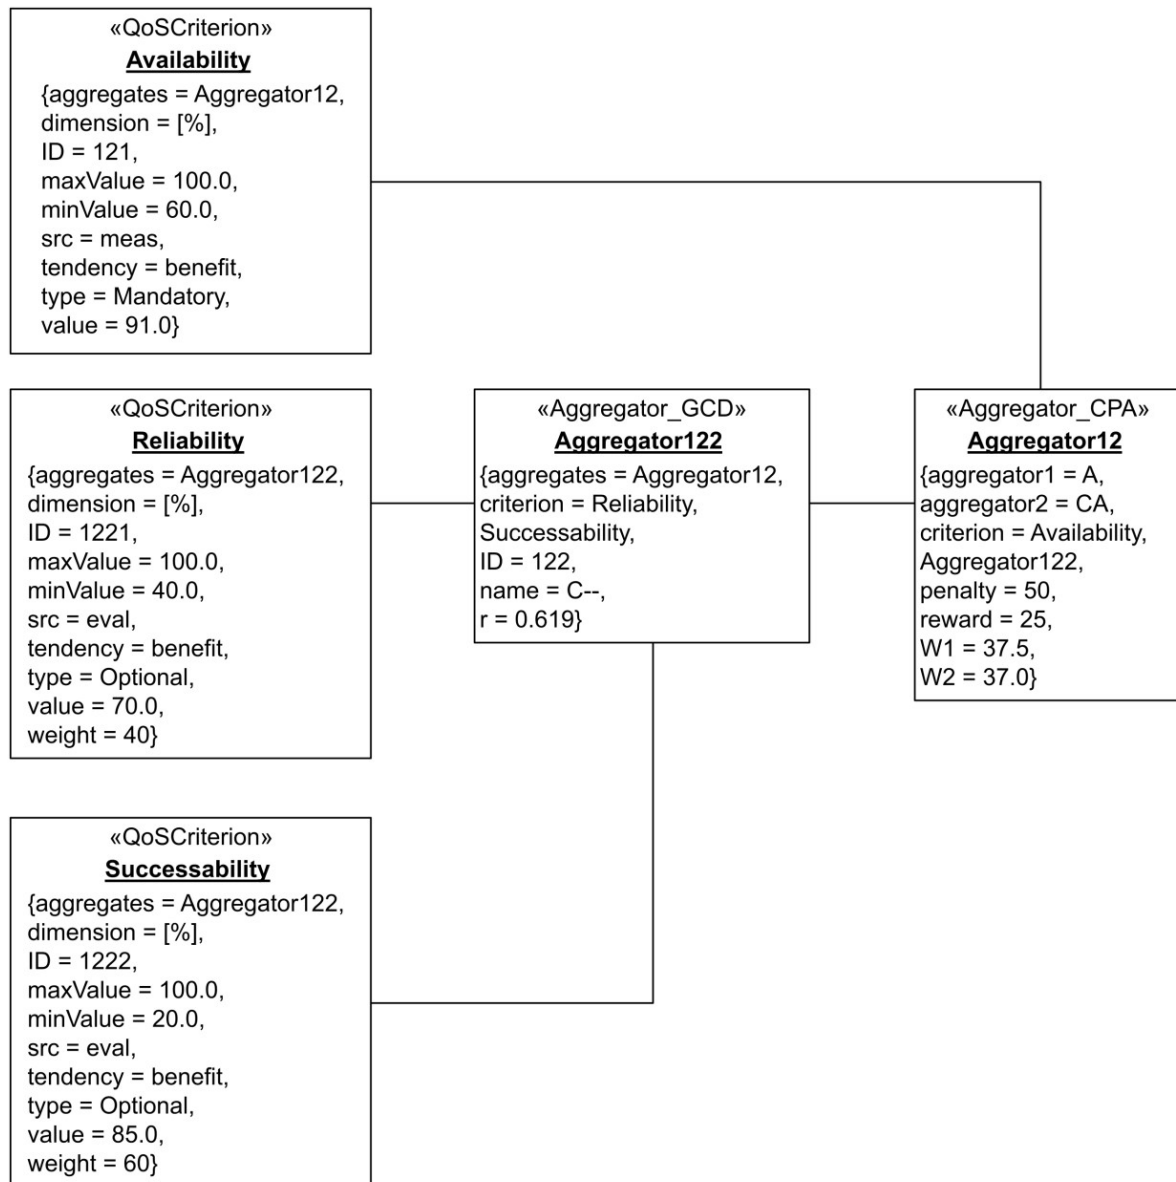 «QoSCriterion»
Availability
{aggregates = Aggregator12,
dimension = [%],
ID = 121,
maxValue = 100.0,
minValue = 60.0,
src = meas,
tendency = benefit,
type = Mandatory,
value = 91.0}
«QoSCriterion»
Reliability
{aggregates = Aggregator122,
dimension = [%],
ID = 1221,
maxValue = 100.0,
minValue = 40.0,
src = eval,
tendency = benefit,
type = Optional,
value = 70.0,
weight = 40}
«Aggregator_GCD»
Aggregator122
{aggregates = Aggregator12,
criterion = Reliability,
Successability,
ID = 122,
name = C--,
r = 0.619}
«Aggregator_CPA»
Aggregator12
{aggregator1 = A,
aggregator2 = CA,
criterion = Availability,
Aggregator122,
penalty = 50,
reward = 25,
W1 = 37.5,
W2 = 37.0}
«QoSCriterion»
Successability
{aggregates = Aggregator122,
dimension = [%],
ID = 1222,
maxValue = 100.0,
minValue = 20.0,
src = eval,
tendency = benefit,
type = Optional,
value = 85.0,
weight = 60}